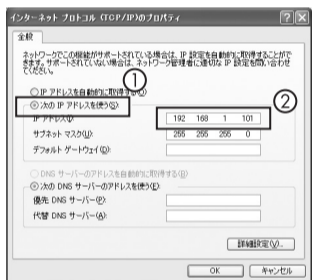 インターネット プロトコル (TCP/IP)のプロパティ
全般
ネットワークでこの機能がサポートされている場合は、IP 設定を自動的に取得することがで
きます。サポートされていない場合は、ネットワーク管理者に適切な IP 設定を問い合わせ
てください。
①
IP アドレスを自動的に取得する(O)
次の IP アドレスを使う(S):
②
IP アドレス(I):
192 168 1 101
サブネット マスク(U):
255 255 255 0
デフォルト ゲートウェイ(D):
DNS サーバーのアドレスを自動的に取得する(B)
次の DNS サーバーのアドレスを使う(E):
優先 DNS サーバー(P):
代替 DNS サーバー(A):
詳細設定(V)...
OK
キャンセル